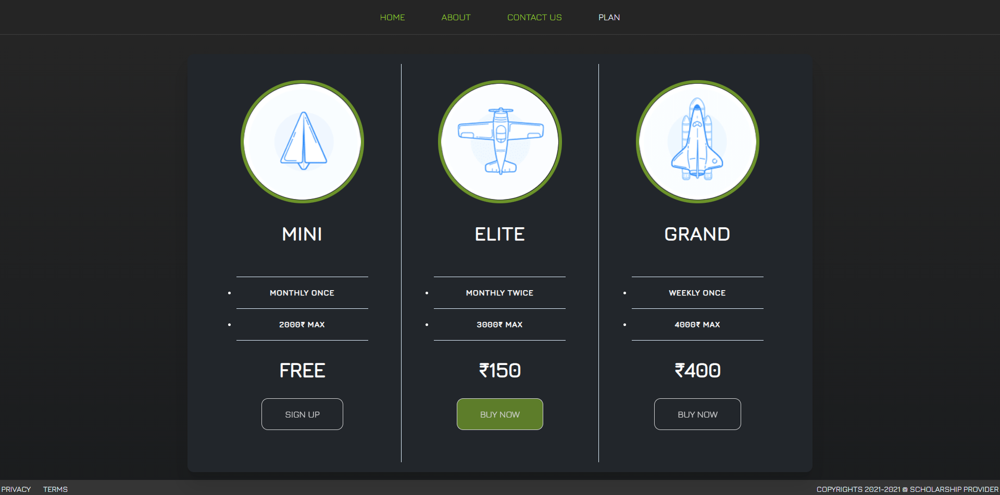 HOME ABOUT CONTACT US PLAN
MINI
MONTHLY ONCE
2000₹ MAX
FREE
SIGN UP
ELITE
MONTHLY TWICE
3000₹ MAX
₹150
BUY NOW
GRAND
WEEKLY ONCE
4000₹ MAX
₹400
BUY NOW
PRIVACY TERMS
COPYRIGHTS 2021-2021 @ SCHOLARSHIP PROVIDER